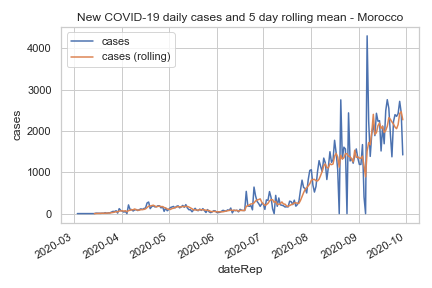 New COVID-19 daily cases and 5 day rolling mean - Morocco
cases
cases (rolling)
4000
3000
2000
1000
0
cases
2020-03
2020-04
2020-05
2020-06
2020-07
2020-08
2020-09
2020-10
dateRep